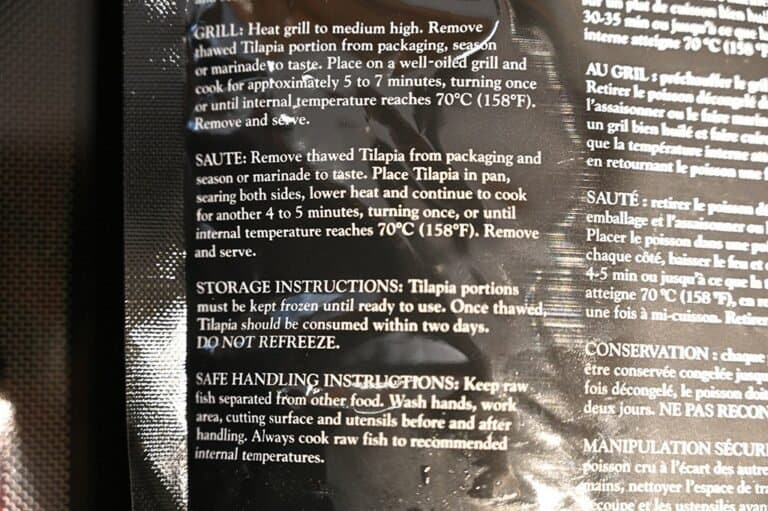 GRILL: Heat grill to medium high. Remove
thawed Tilapia portion from packaging, season
or marinade to taste. Place on a well-oiled grill and
cook for approximately 5 to 7 minutes, turning once
or until internal temperature reaches 70°C (158°F).
Remove and serve.
SAUTE: Remove thawed Tilapia from packaging and
season or marinade to taste. Place Tilapia in pan,
searing both sides, lower heat and continue to cook
for another 4 to 5 minutes, turning once, or until
internal temperature reaches 70°C (158°F). Remove
and serve.
STORAGE INSTRUCTIONS: Tilapia portions
must be kept frozen until ready to use. Once thawed,
Tilapia should be consumed within two days.
DO NOT REFREEZE.
SAFE HANDLING INSTRUCTIONS: Keep raw
fish separated from other food. Wash hands, work
area, cutting surface and utensils before and after
handling. Always cook raw fish to recommended
internal temperatures.
sur un plat de cuisson bien
30-35 min ou jusqu'à ce que
interne atteigne 70 °C (158 °F
AU GRIL : préchauffer le
Retirer le poisson décongelé
l'assaisonner ou le faire
un gril bien huilé et faire
que la température interne
en retournant le poisson une
SAUTÉ : retirer le poisson
emballage et l'assaisonner ou
Placer le poisson dans une
chaque côté, baisser le feu et
4-5 min ou jusqu'à ce que la
atteigne 70 °C (158 °F), en
une fois à mi-cuisson. Retirer
CONSERVATION : chaque
être conservée congelée
fois décongelé, le poisson doit
deux jours. NE PAS
MANIPULATION
poisson cru à l'écart des
mains, nettoyer l'espace de
découpe et les ustensiles